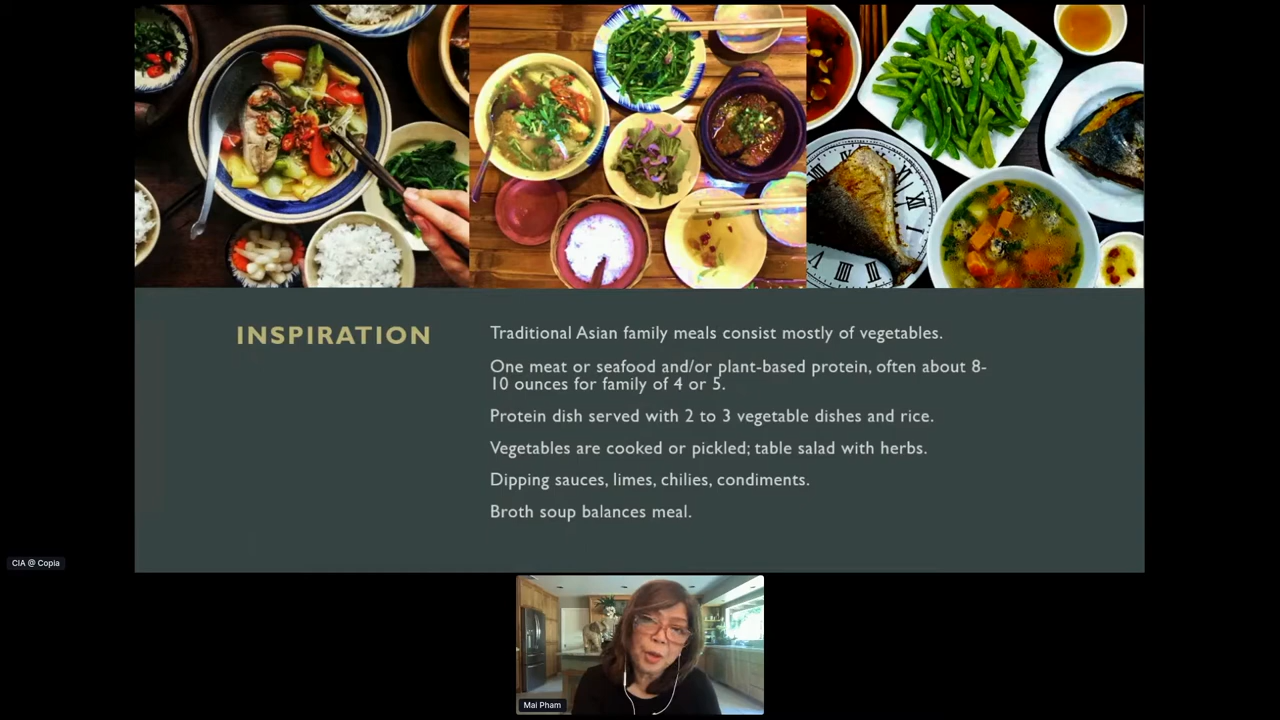 INSPIRATION
Traditional Asian family meals consist mostly of vegetables.
One meat or seafood and/or plant-based protein, often about 8-
10 ounces for family of 4 or 5.
Protein dish served with 2 to 3 vegetable dishes and rice.
Vegetables are cooked or pickled; table salad with herbs.
Dipping sauces, limes, chilies, condiments.
Broth soup balances meal.
CIA @ Copia
Mai Pham